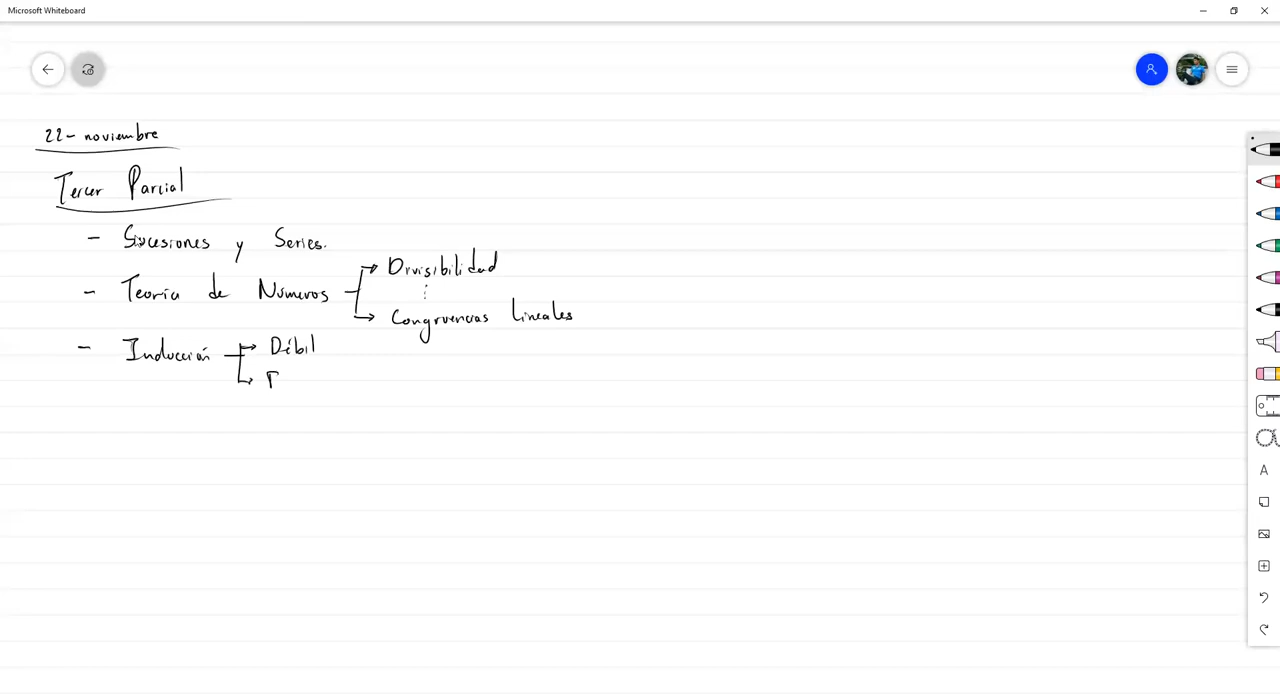 Microsoft Whiteboard
22- noviembre
Tercer Parcial
- Sucesiones y Series.
- Teoría de Números → Divisibilidad
⋮
→ Congruencias lineales
- Inducción → Débil
→
A